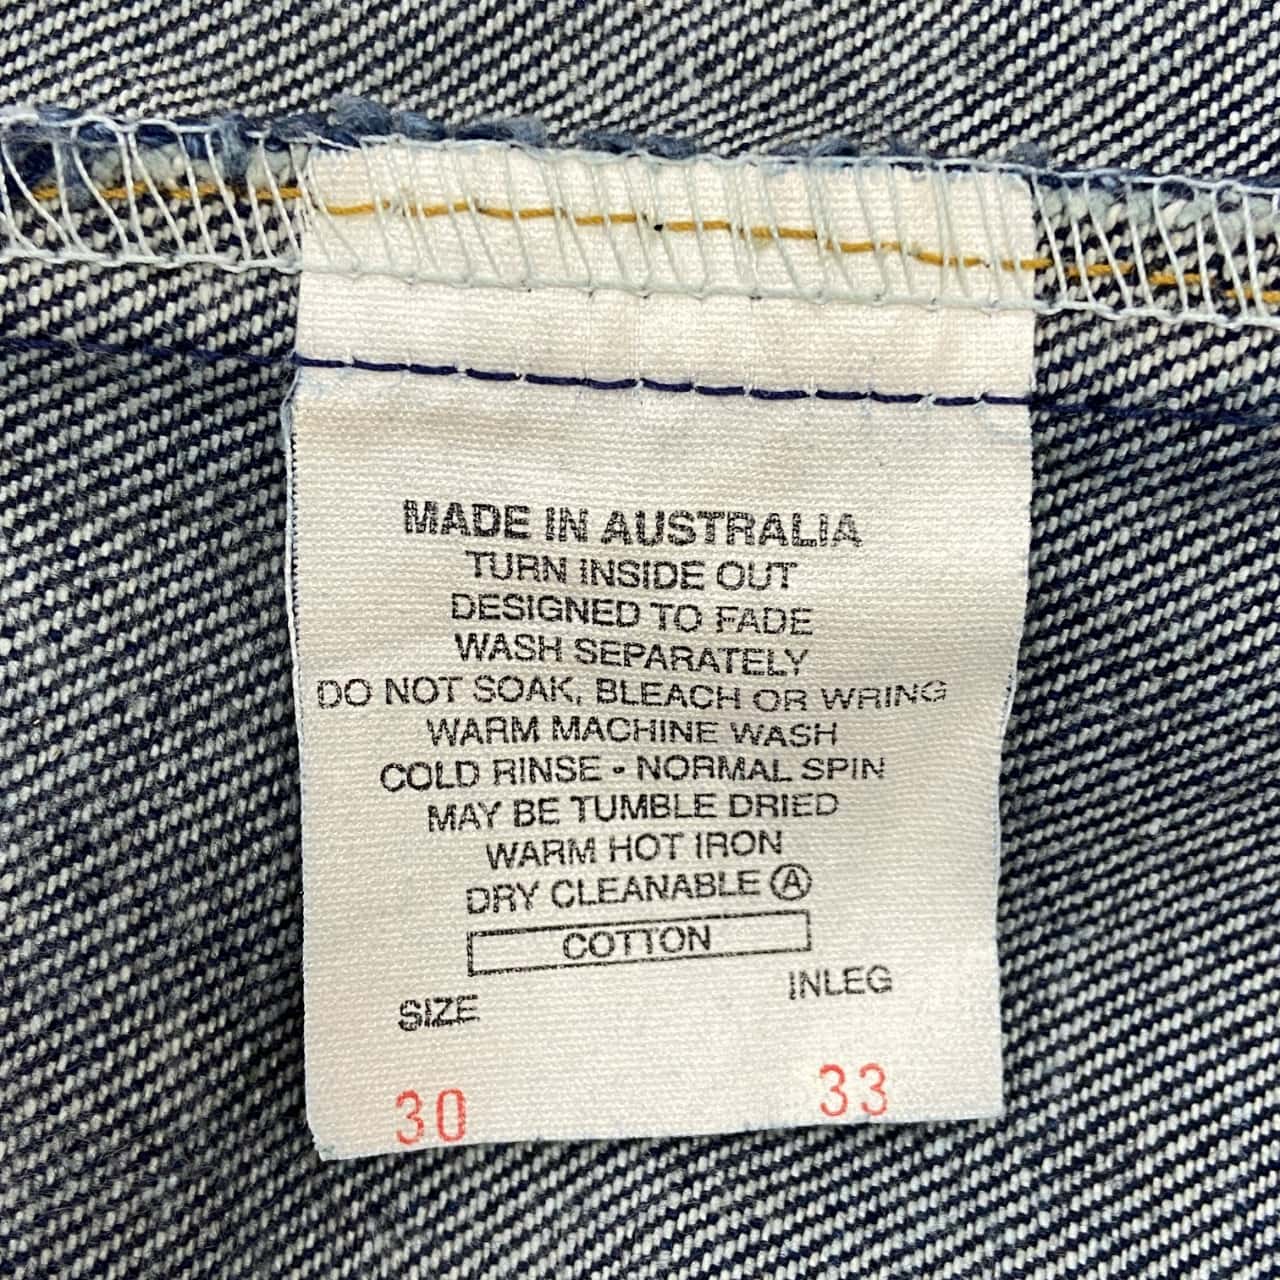 MADE IN AUSTRALIA
TURN INSIDE OUT
DESIGNED TO FADE
WASH SEPARATELY
DO NOT SOAK, BLEACH OR WRING
WARM MACHINE WASH
COLD RINSE - NORMAL SPIN
MAY BE TUMBLE DRIED
WARM HOT IRON
DRY CLEANABLE Ⓐ
COTTON
SIZE INLEG
30 33